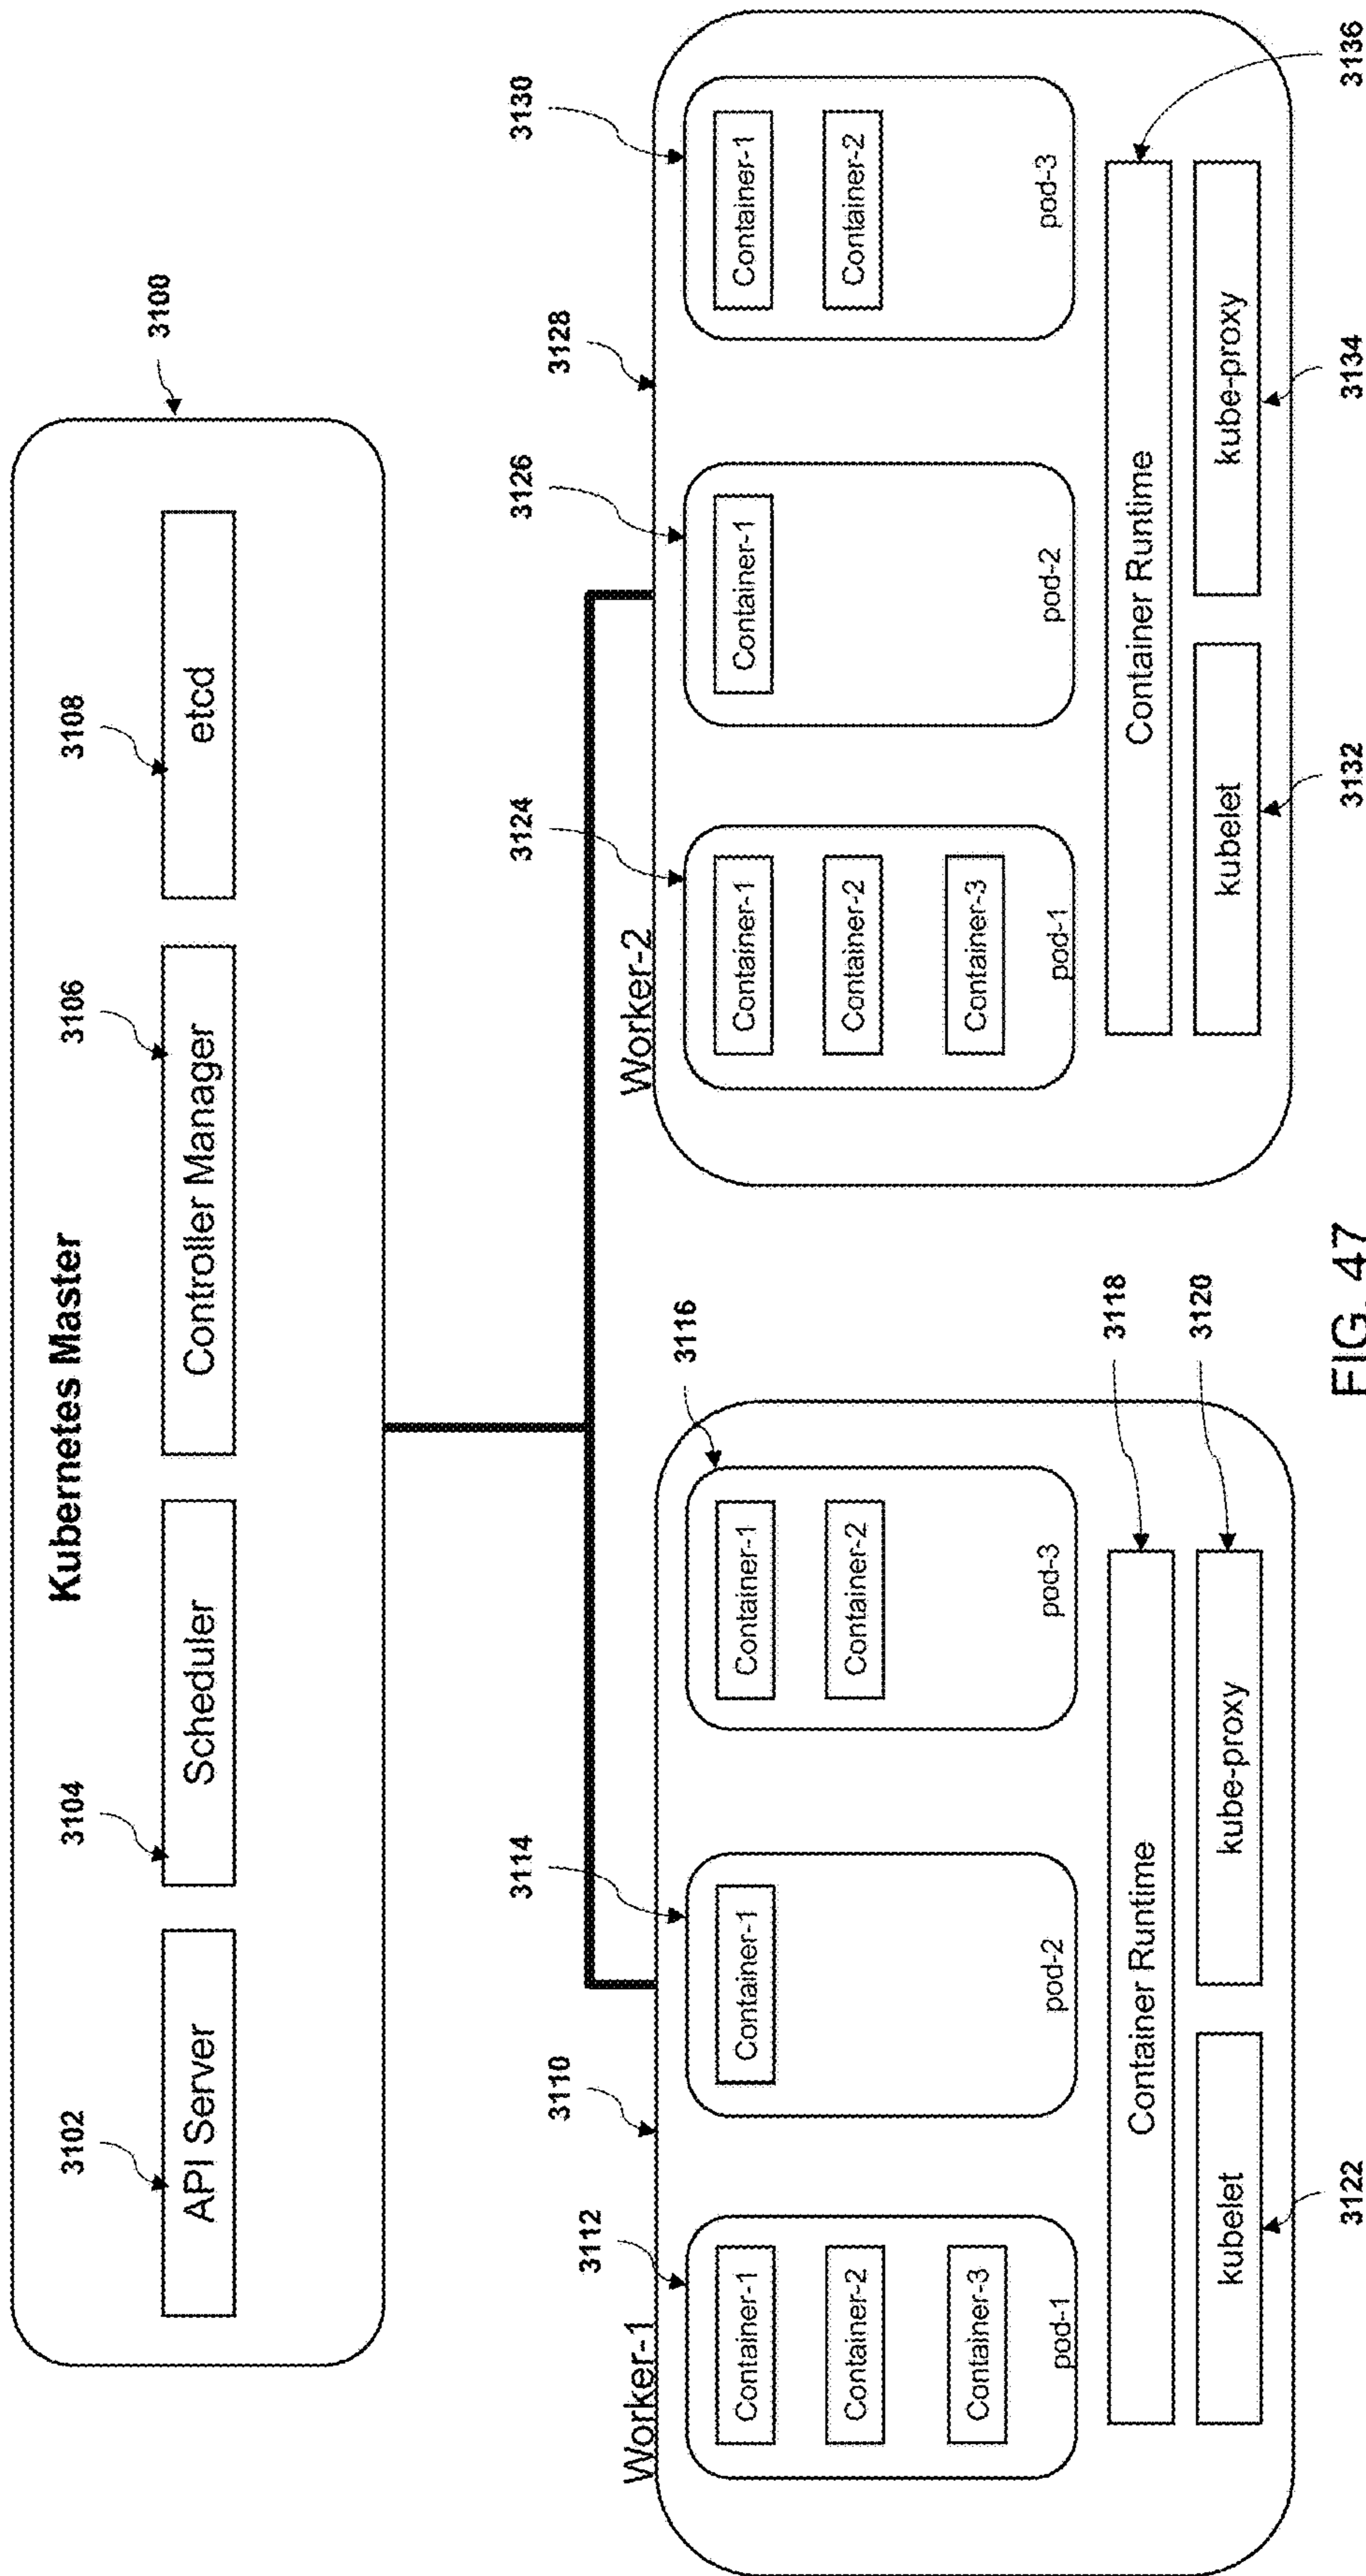 Kubernetes Master
3100
3102
3104
3106
3108
API Server
Scheduler
Controller Manager
etcd
Worker-1
3110
3112
3114
3116
Container-1
Container-2
Container-3
pod-1
Container-1
pod-2
Container-1
Container-2
pod-3
Container Runtime
3118
kubelet
kube-proxy
3120
3122
Worker-2
3124
3126
3128
3130
Container-1
Container-2
Container-3
pod-1
Container-1
pod-2
Container-1
Container-2
pod-3
Container Runtime
kubelet
kube-proxy
3132
3134
3136
FIG. 47